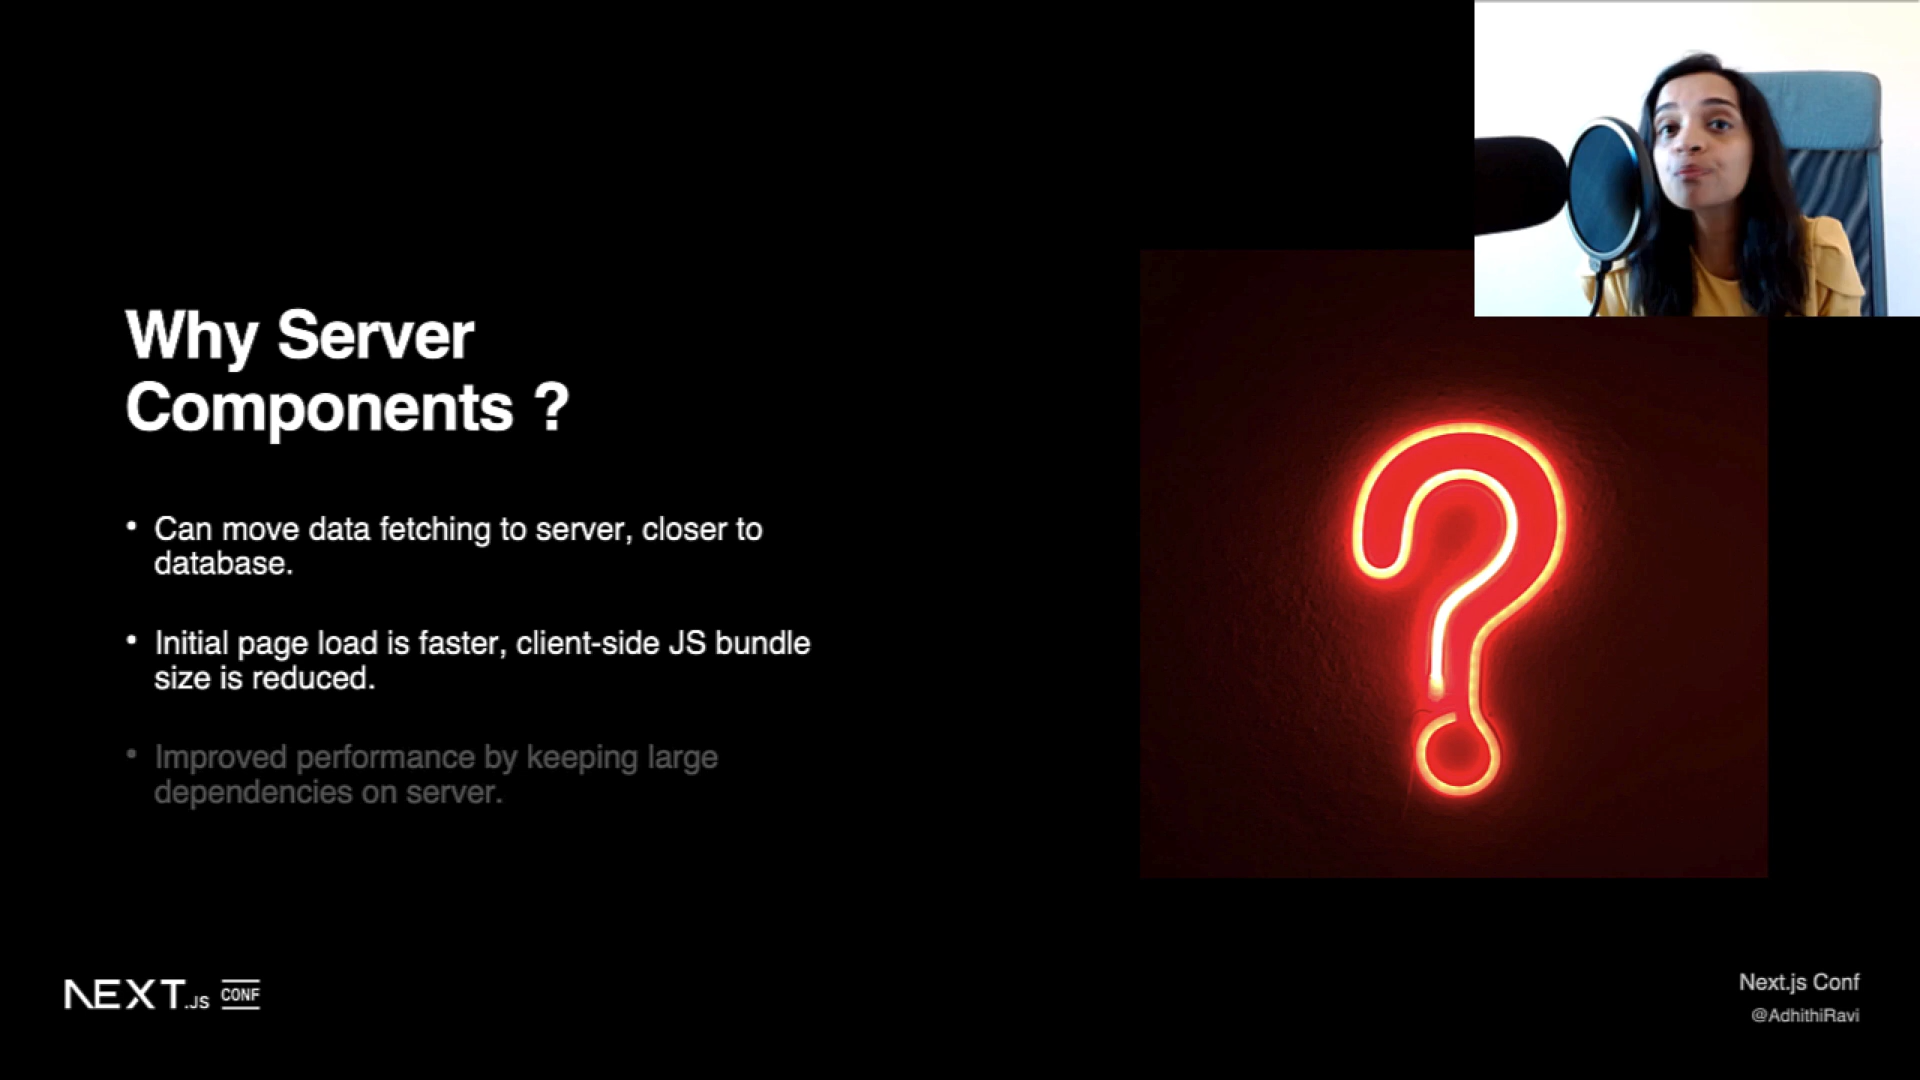 Why Server
Components ?
• Can move data fetching to server, closer to
database.
• Initial page load is faster, client-side JS bundle
size is reduced.
• Improved performance by keeping large
dependencies on server.
NEXT.JS CONF
Next.js Conf
@AdhithiRavi